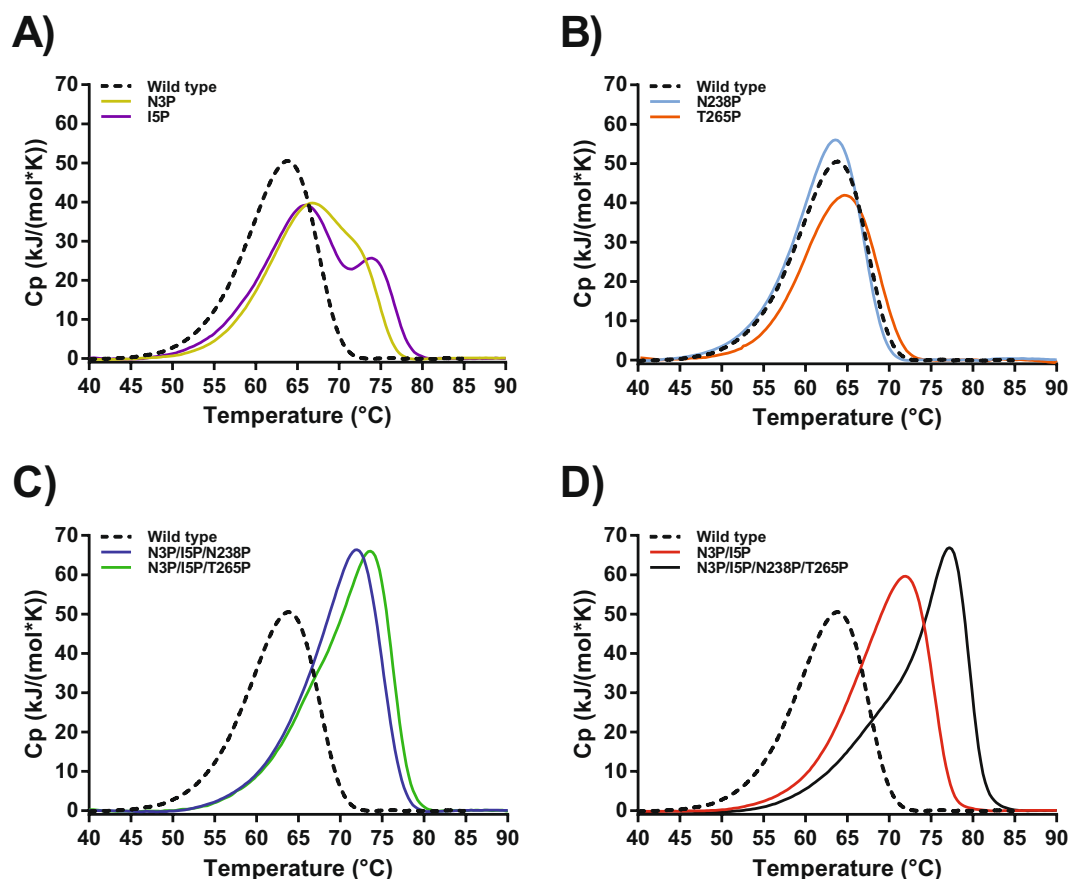 A)
Wild type
N3P
I5P
Cp (kJ/(mol*K))
70
60
50
40
30
20
10
0
40 45 50 55 60 65 70 75 80 85 90
Temperature (°C)
B)
Wild type
N238P
T265P
Cp (kJ/(mol*K))
70
60
50
40
30
20
10
0
40 45 50 55 60 65 70 75 80 85 90
Temperature (°C)
C)
Wild type
N3P/I5P/N238P
N3P/I5P/T265P
Cp (kJ/(mol*K))
70
60
50
40
30
20
10
0
40 45 50 55 60 65 70 75 80 85 90
Temperature (°C)
D)
Wild type
N3P/I5P
N3P/I5P/N238P/T265P
Cp (kJ/(mol*K))
70
60
50
40
30
20
10
0
40 45 50 55 60 65 70 75 80 85 90
Temperature (°C)